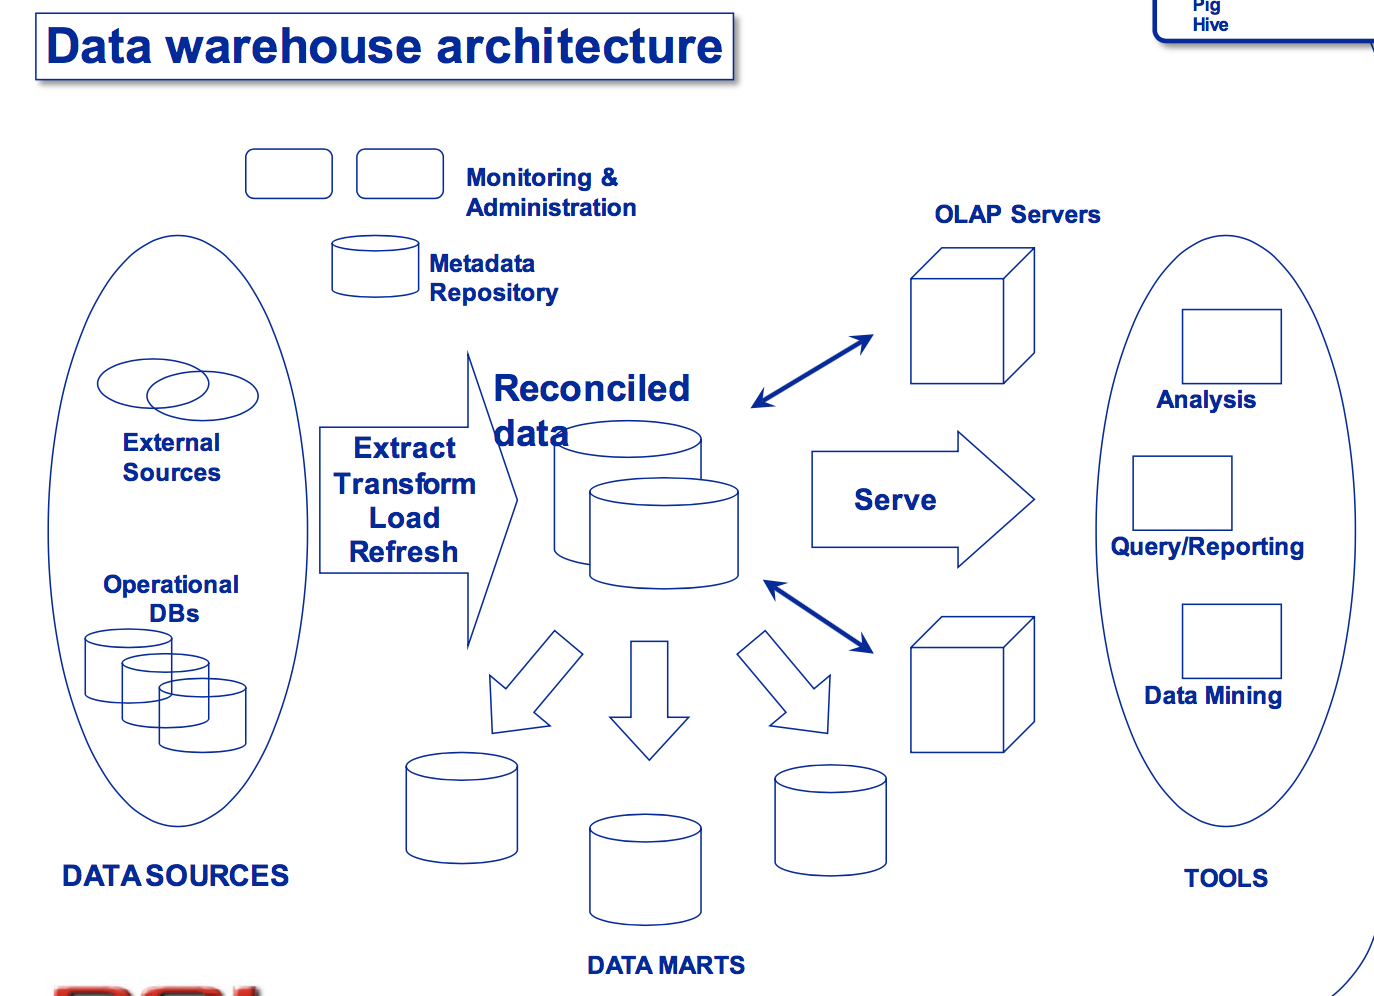 Pig
Hive
Data warehouse architecture
Monitoring &
Administration
OLAP Servers
Metadata
Repository
Reconciled
data
External
Sources
Extract
Transform
Load
Refresh
Serve
Analysis
Query/Reporting
Operational
DBs
Data Mining
DATA SOURCES
TOOLS
DATA MARTS